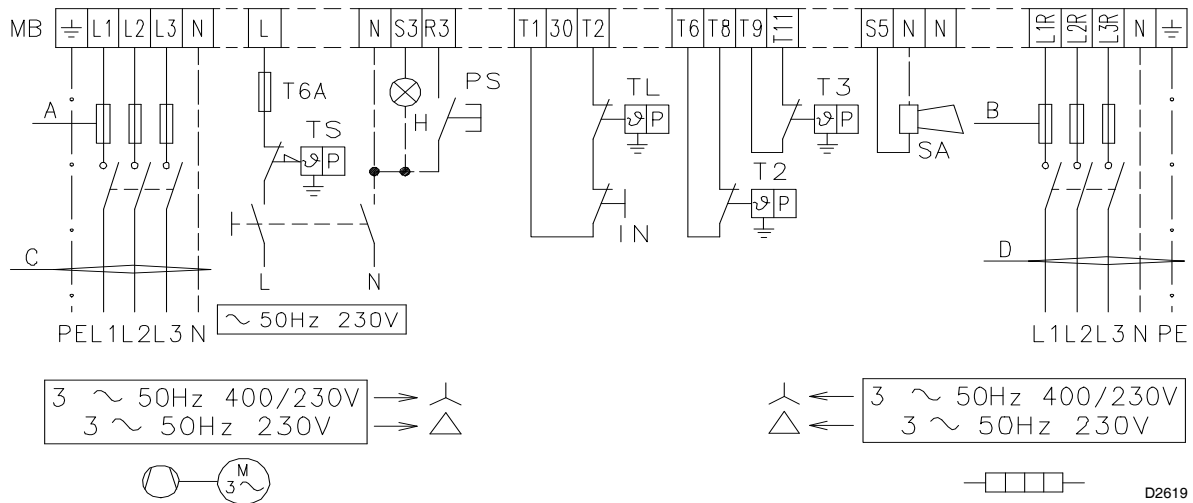 MB L1 L2 L3 N L N S3 R3 T1 30 T2 T6 T8 T9 T11 S5 N N L1R L2R L3R N
A T6A H PS TL T3 B
TS ϑ P ϑ P ϑ P SA
T2
ϑ P
IN
C D
L N
PE L1 L2 L3 N ~ 50Hz 230V L1 L2 L3 N PE
3 ~ 50Hz 400/230V 3 ~ 50Hz 400/230V
3 ~ 50Hz 230V 3 ~ 50Hz 230V
M
3~
D2619